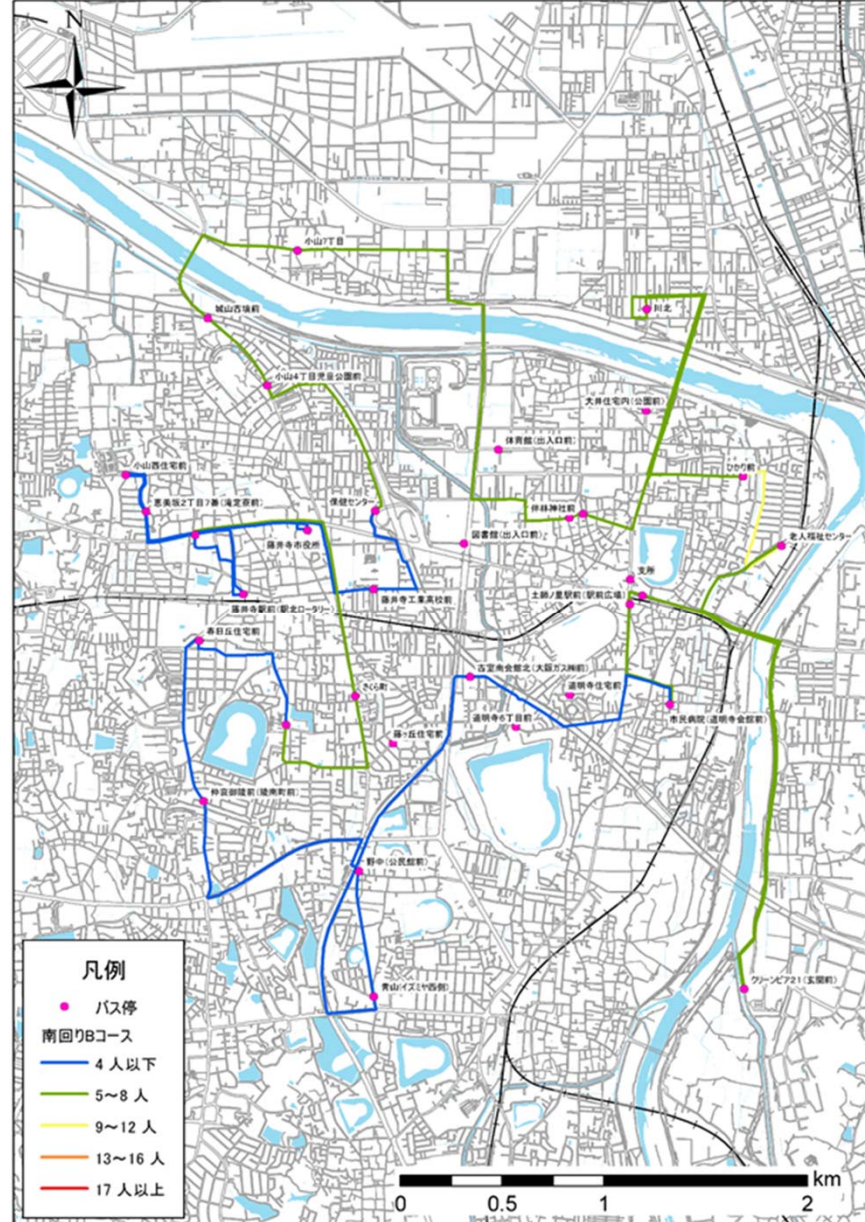 N
小山7丁目
川北
城山古墳前
小山4丁目児童公園前
大井住宅内(公園前)
体育館(出入口前)
ひかり前
小山西住宅前
恵美坂2丁目7番(滝定寮前)
保健センター
伴林神社前
藤井寺市役所
図書館(出入口前)
老人福祉センター
支所
藤井寺工業高校前
土師ノ里駅前(駅前広場)
藤井寺駅前(駅北ロータリー)
春日丘住宅前
古室南会館北(大阪ガス㈱前)
さくら町
道明寺住宅前
市民病院(道明寺会館前)
道明寺6丁目前
藤ヶ丘住宅前
仲哀御陵前(陵南町前)
野中(公民館前)
青山(イズミヤ西側)
クリーンピア21(玄関前)
凡例
バス停
南回りBコース
4 人以下
5～8 人
9～12 人
13～16 人
17 人以上
km
0 0.5 1 2